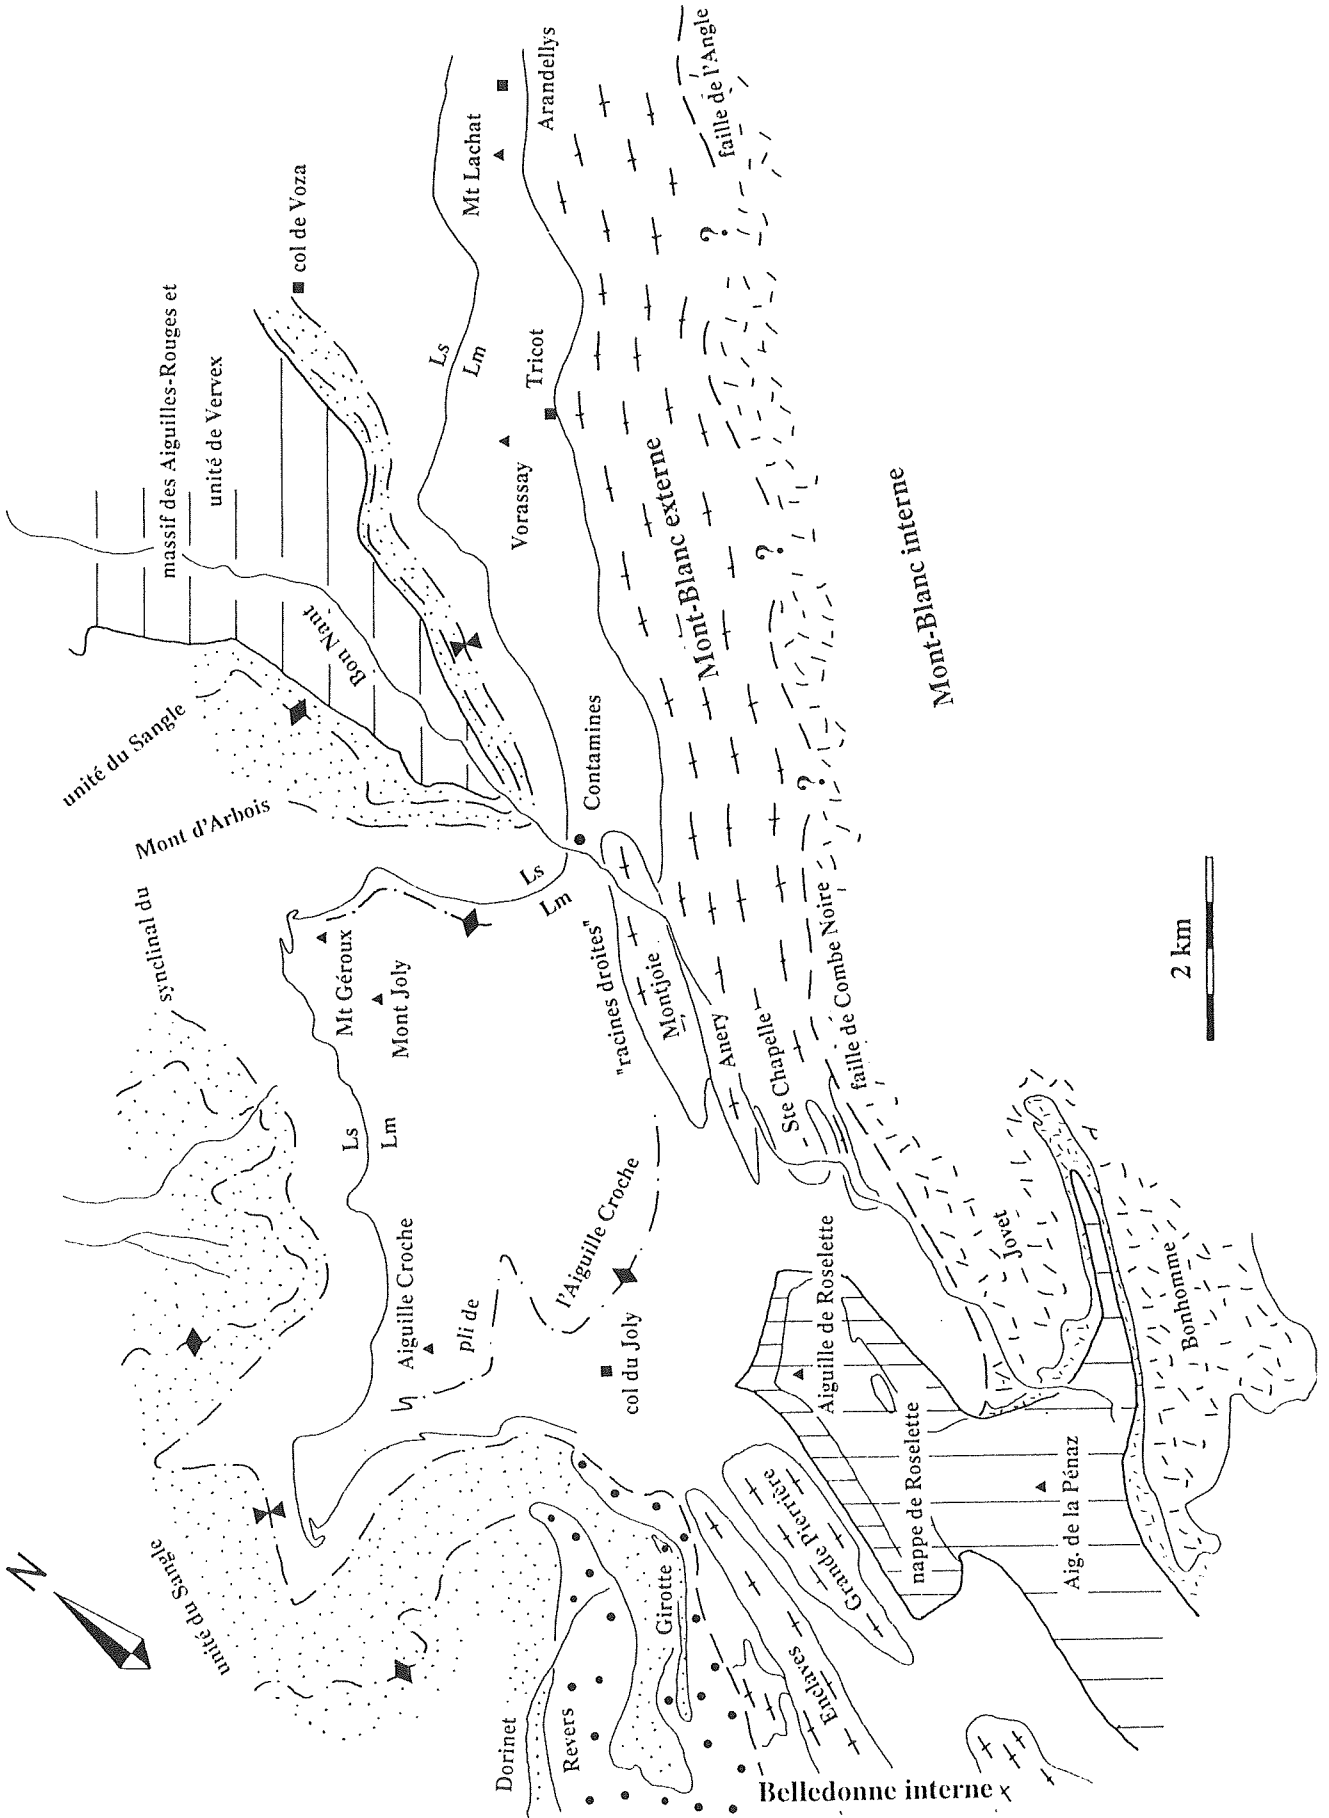 N
massif des Aiguilles-Rouges et
unité de Vervex
col de Voza
Mt Lachat
Arandellys
faille de l'Angle
?
Ls
Lm
Tricot
Vorassay
Mont-Blanc externe
?
Mont-Blanc interne
Bon Nant
unité du Sangle
Mont d'Arbois
synclinal du
Contamines
?
Ls
Lm
Mt Géroux
Mont Joly
"racines droites"
Montjoie
Anery
Ste Chapelle
faille de Combe Noire
2 km
Ls
Lm
Aiguille Croche
pli de
l'Aiguille Croche
col du Joly
Aiguille de Roselette
Jovet
Bonhomme
unité du Sangle
nappe de Roselette
Aig. de la Pénaz
Grande Pierrière
Girotte
Enclaves
Dorinet
Revers
Belledonne interne